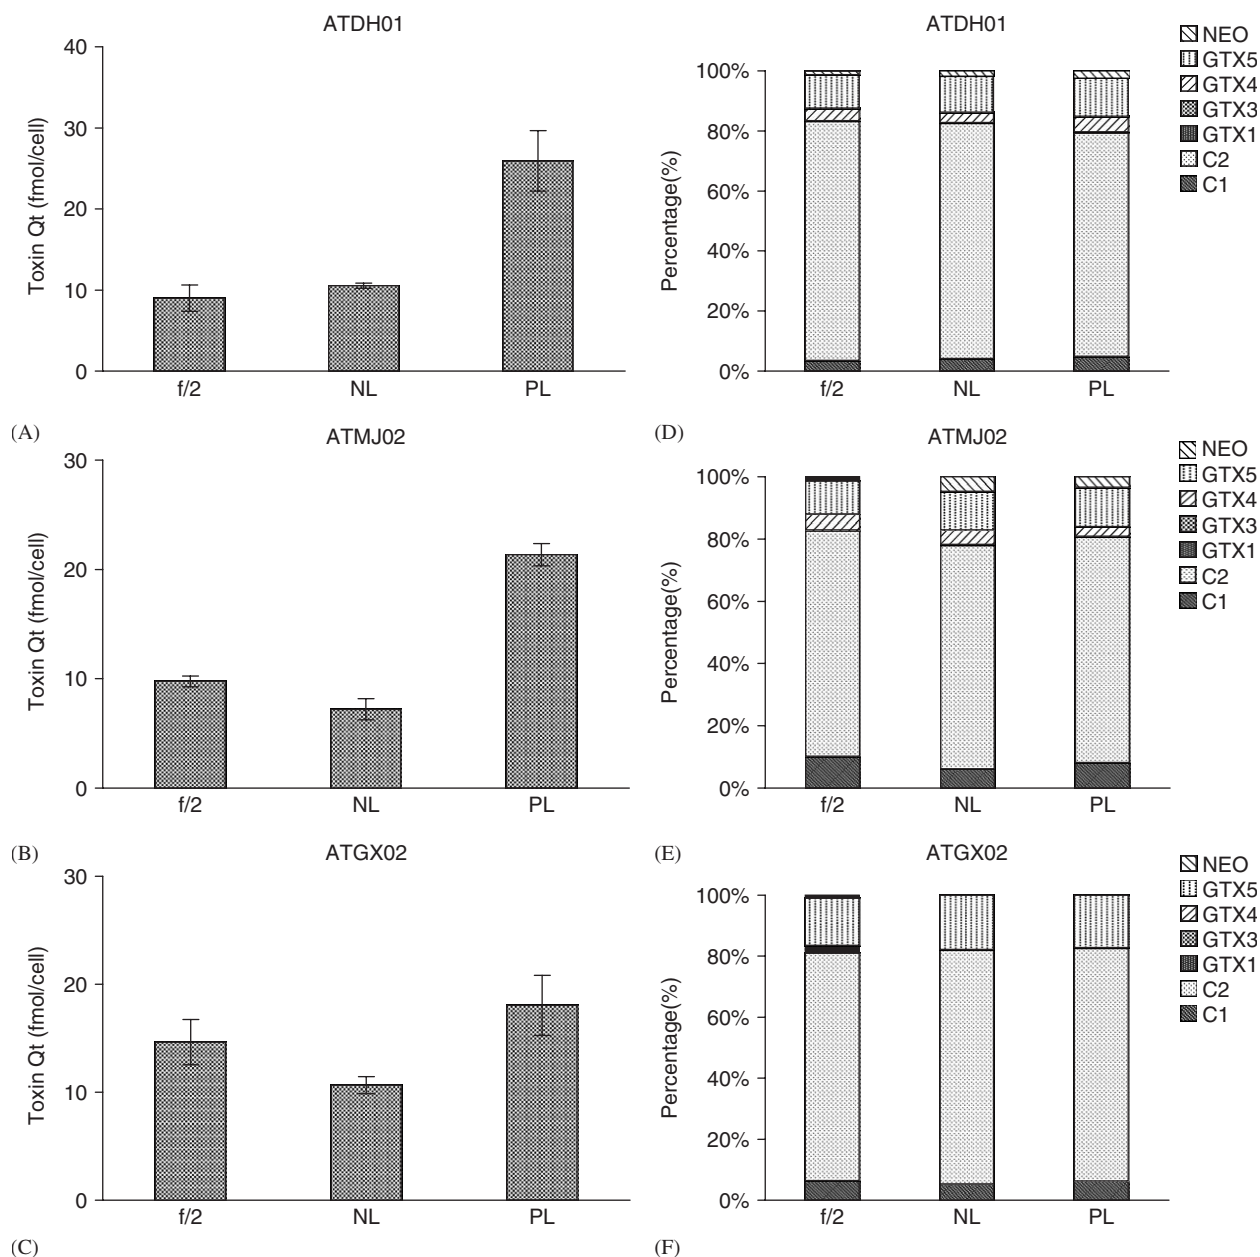 ATDH01
40
30
20
10
0
Toxin Qt (fmol/cell)
f/2 NL PL
(A)
ATDH01
100%
80%
60%
40%
20%
0%
Percentage(%)
f/2 NL PL
NEO
GTX5
GTX4
GTX3
GTX1
C2
C1
(D)
ATMJ02
30
20
10
0
Toxin Qt (fmol/cell)
f/2 NL PL
(B)
ATMJ02
100%
80%
60%
40%
20%
0%
Percentage(%)
f/2 NL PL
NEO
GTX5
GTX4
GTX3
GTX1
C2
C1
(E)
ATGX02
30
20
10
0
Toxin Qt (fmol/cell)
f/2 NL PL
(C)
ATGX02
100%
80%
60%
40%
20%
0%
Percentage(%)
f/2 NL PL
NEO
GTX5
GTX4
GTX3
GTX1
C2
C1
(F)